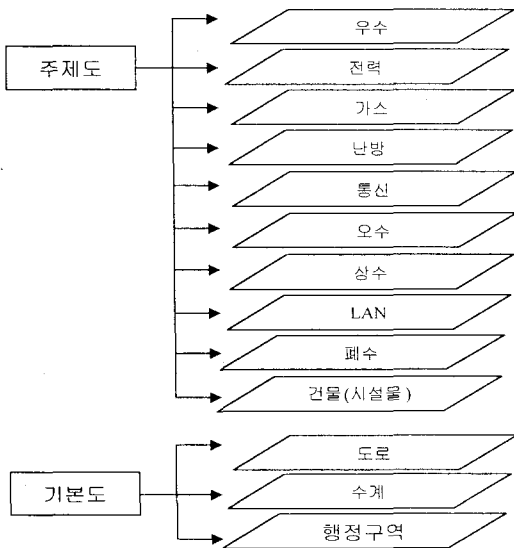 우수
주제도
전력
가스
난방
통신
오수
상수
LAN
폐수
건물(시설물)
도로
기본도
수계
행정구역